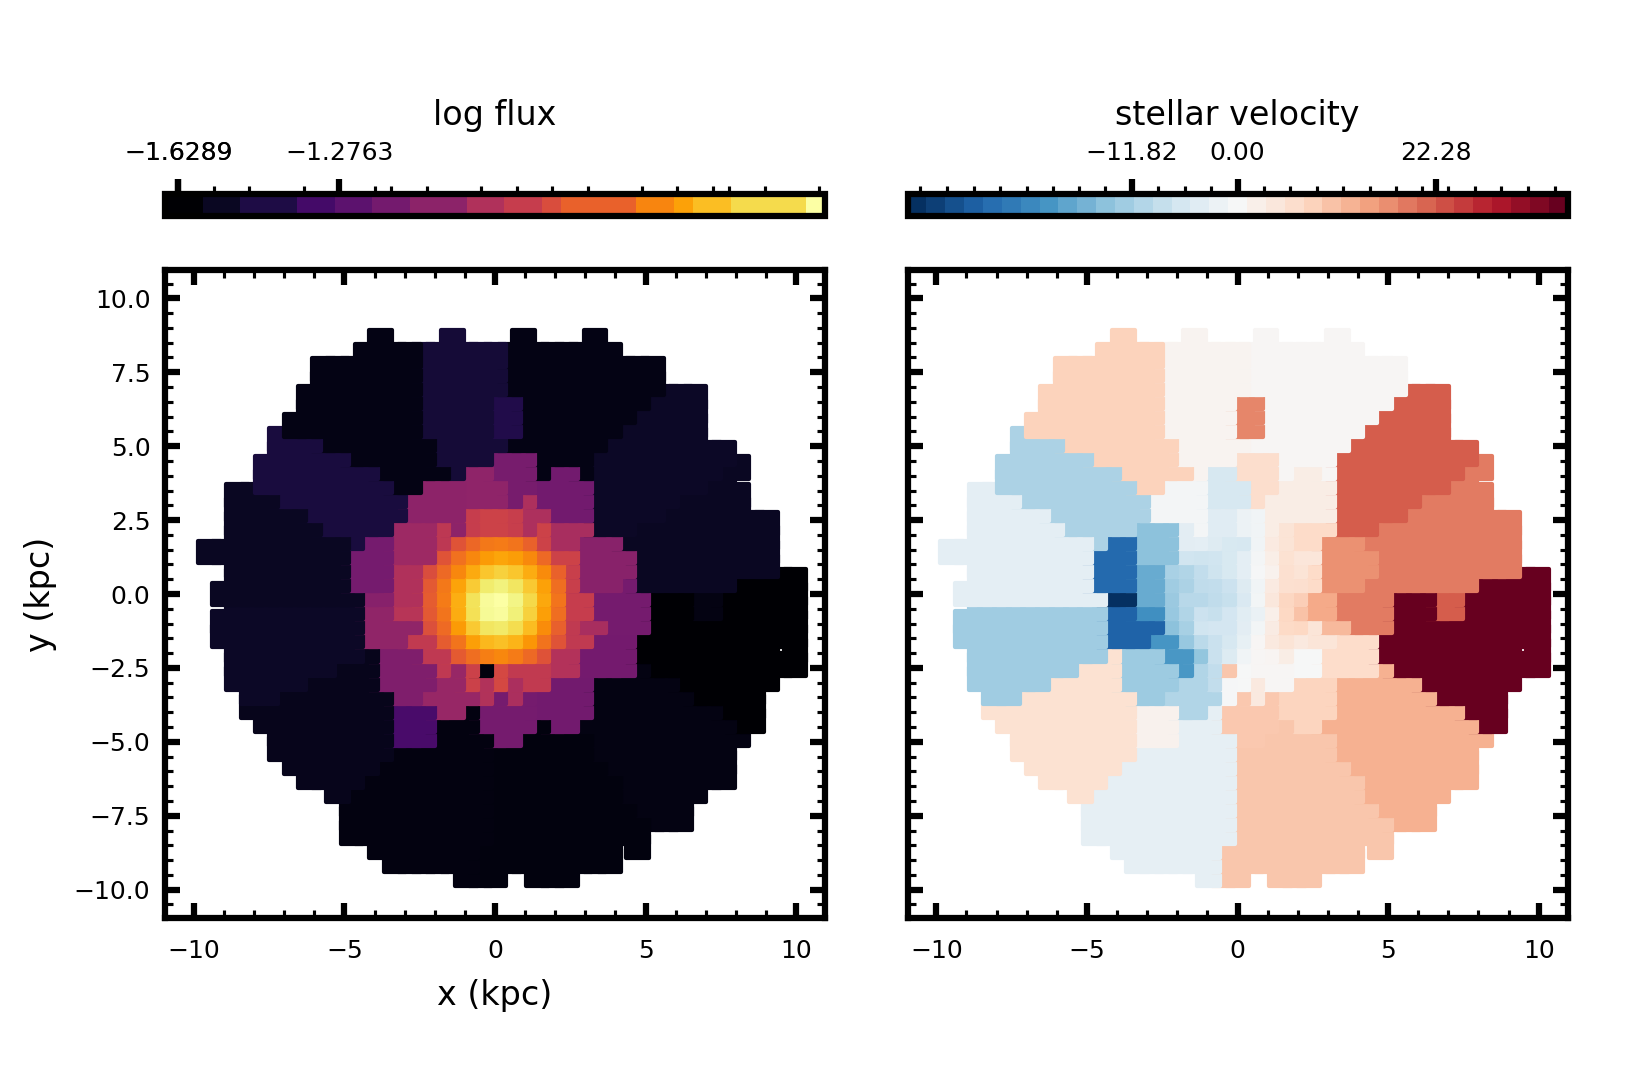 log flux
−1.6289 −1.2763
stellar velocity
−11.82 0.00 22.28
y (kpc)
10.0
7.5
5.0
2.5
0.0
−2.5
−5.0
−7.5
−10.0
−10 −5 0 5 10
x (kpc)
−10 −5 0 5 10